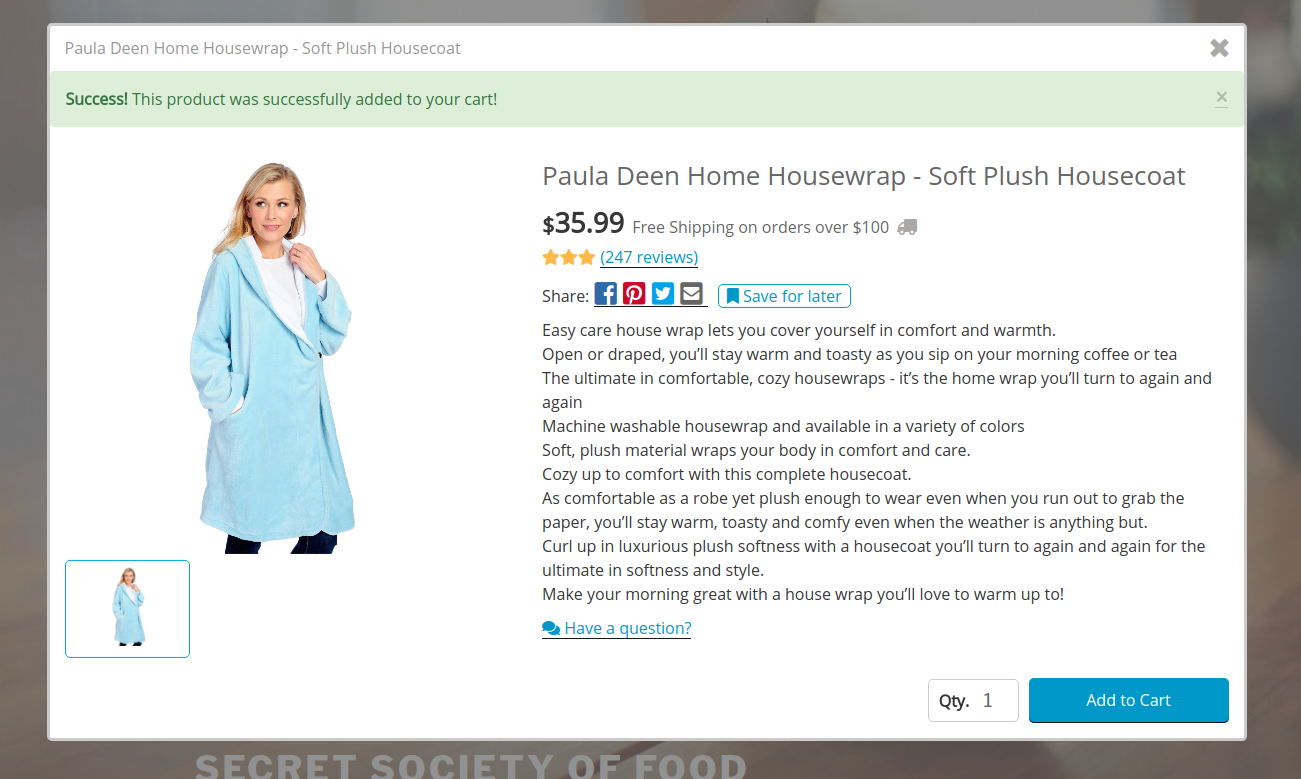 Paula Deen Home Housewrap - Soft Plush Housecoat
Success! This product was successfully added to your cart!
Paula Deen Home Housewrap - Soft Plush Housecoat
$35.99 Free Shipping on orders over $100
(247 reviews)
Share: Save for later
Easy care house wrap lets you cover yourself in comfort and warmth.
Open or draped, you’ll stay warm and toasty as you sip on your morning coffee or tea
The ultimate in comfortable, cozy housewraps - it’s the home wrap you’ll turn to again and
again
Machine washable housewrap and available in a variety of colors
Soft, plush material wraps your body in comfort and care.
Cozy up to comfort with this complete housecoat.
As comfortable as a robe yet plush enough to wear even when you run out to grab the
paper, you’ll stay warm, toasty and comfy even when the weather is anything but.
Curl up in luxurious plush softness with a housecoat you’ll turn to again and again for the
ultimate in softness and style.
Make your morning great with a house wrap you’ll love to warm up to!
Have a question?
Qty. 1 Add to Cart
SECRET SOCIETY OF FOOD